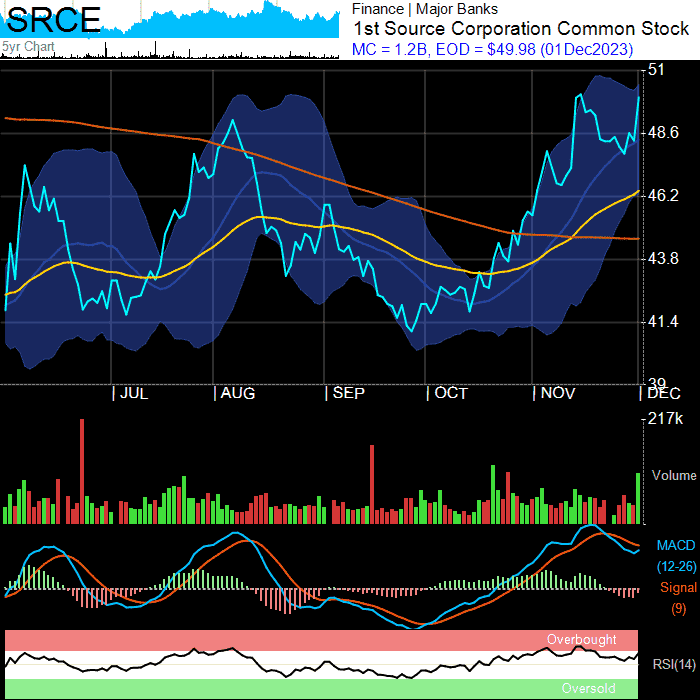 SRCE
5yr Chart
Finance | Major Banks
1st Source Corporation Common Stock
MC = 1.2B, EOD = $49.98 (01Dec2023)
51
48.6
46.2
43.8
41.4
39
JUL
AUG
SEP
OCT
NOV
DEC
217k
Volume
MACD
(12-26)
Signal
(9)
Overbought
RSI(14)
Oversold